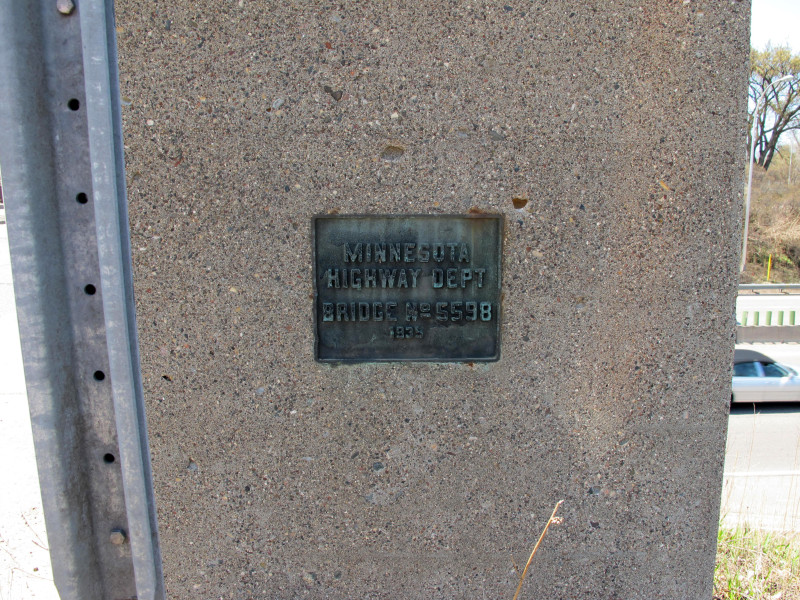 MINNESOTA
HIGHWAY DEPT
BRIDGE No 5598
1935